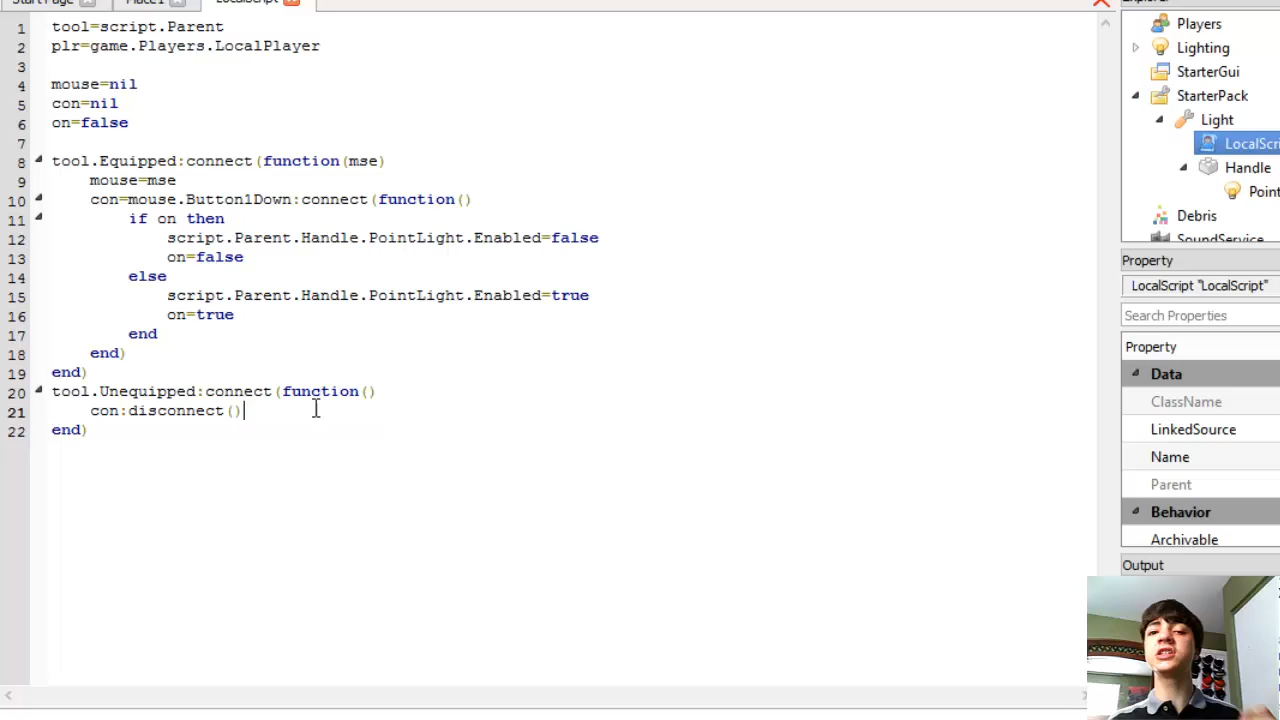 Start Page
Place1
LocalScript
1 tool=script.Parent
2 plr=game.Players.LocalPlayer
3
4 mouse=nil
5 con=nil
6 on=false
7
8 tool.Equipped:connect(function(mse)
9 mouse=mse
10 con=mouse.Button1Down:connect(function()
11 if on then
12 script.Parent.Handle.PointLight.Enabled=false
13 on=false
14 else
15 script.Parent.Handle.PointLight.Enabled=true
16 on=true
17 end
18 end)
19 end)
20 tool.Unequipped:connect(function()
21 con:disconnect()
22 end)
Explorer
Players
Lighting
StarterGui
StarterPack
Light
LocalScri
Handle
Point
Debris
SoundService
Property
LocalScript "LocalScript"
Search Properties
Property
Data
ClassName
LinkedSource
Name
Parent
Behavior
Archivable
Output